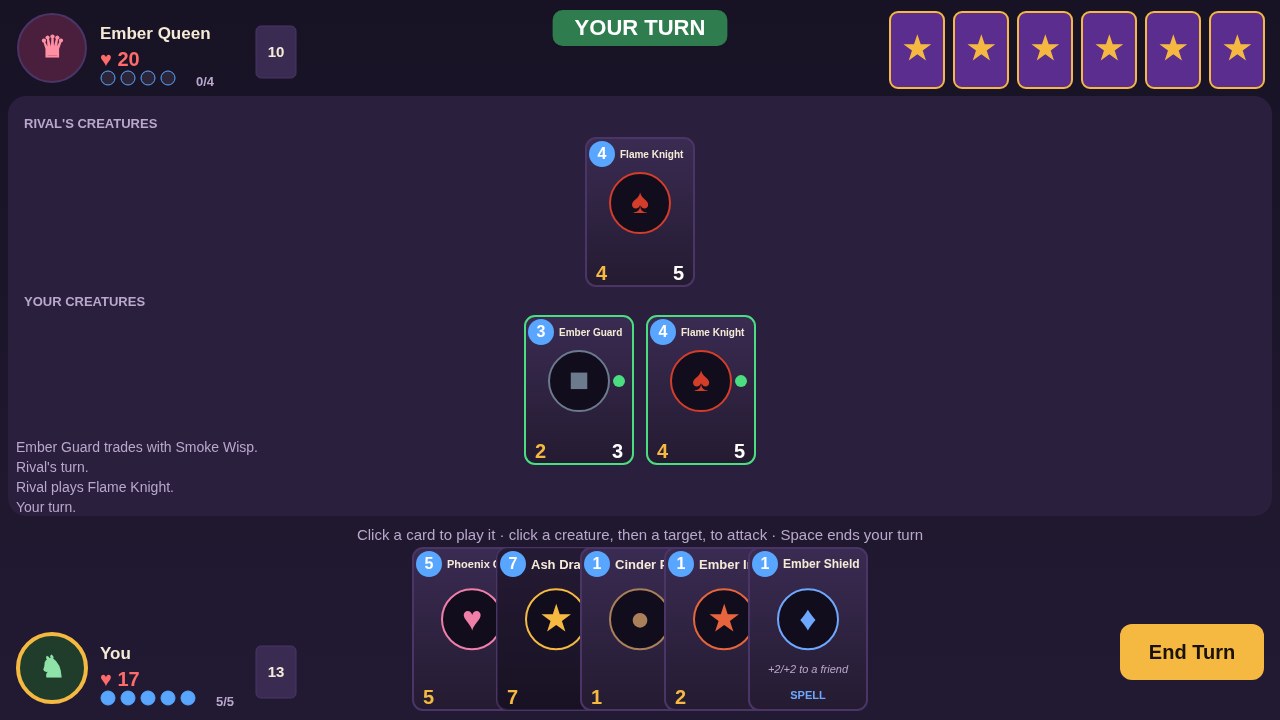 Ember Queen
♥ 20
0/4
10
YOUR TURN
RIVAL'S CREATURES
4 Flame Knight
4 5
YOUR CREATURES
3 Ember Guard
2 3
4 Flame Knight
4 5
Ember Guard trades with Smoke Wisp.
Rival's turn.
Rival plays Flame Knight.
Your turn.
Click a card to play it · click a creature, then a target, to attack · Space ends your turn
5 Phoenix
5
7 Ash Dra
7
1 Cinder
1
1 Ember
2
1 Ember Shield
+2/+2 to a friend
SPELL
You
♥ 17
5/5
13
End Turn